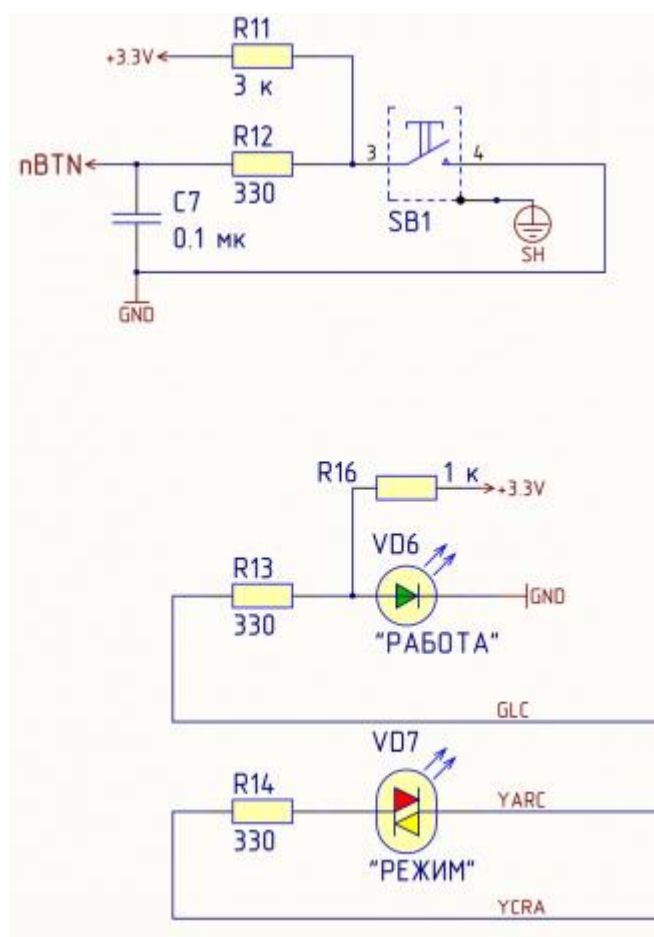 R11
+3.3V
3 к
R12
nBTN
3
4
330
C7
SB1
0.1 мк
SH
GND
R16
1 к
+3.3V
VD6
R13
GND
330
"РАБОТА"
GLC
VD7
R14
YARC
330
"РЕЖИМ"
YCRA